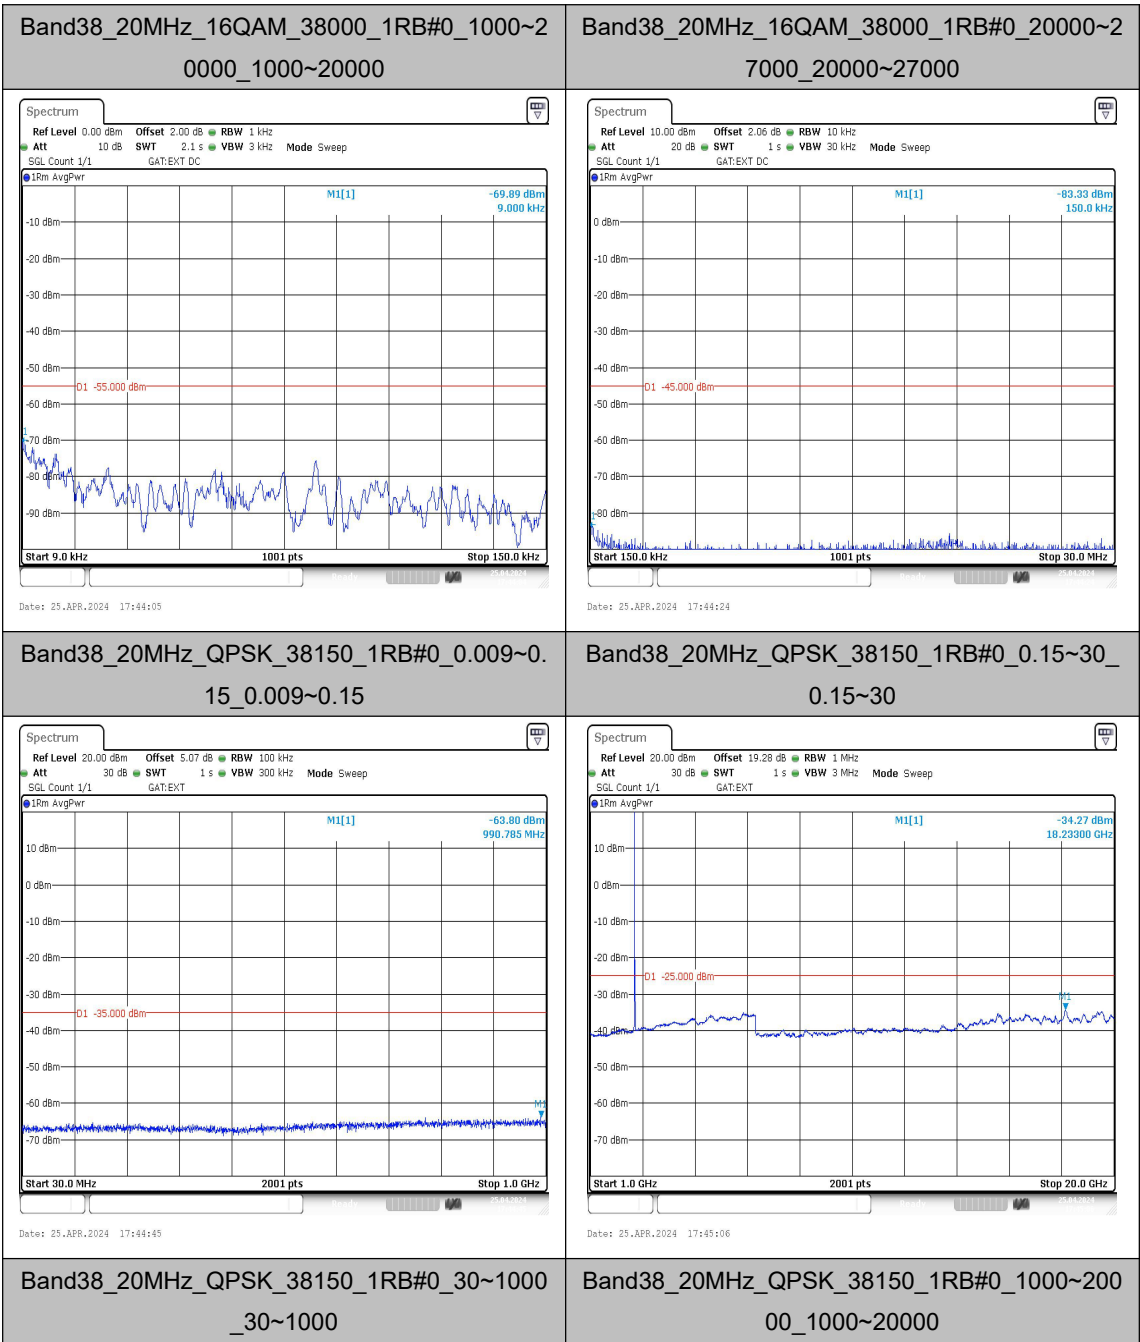 Band38_20MHz_16QAM_38000_1RB#0_1000~2
0000_1000~20000
Band38_20MHz_16QAM_38000_1RB#0_20000~2
7000_20000~27000
Spectrum
Ref Level 0.00 dBm Offset 2.00 dB RBW 1 kHz
Att 10 dB SWT 2.1 s VBW 3 kHz Mode Sweep
SGL Count 1/1 GAT:EXT DC
1Rm AvgPwr
M1[1] -69.89 dBm
9.000 kHz
-10 dBm
-20 dBm
-30 dBm
-40 dBm
-50 dBm
D1 -55.000 dBm
-60 dBm
1
-70 dBm
-80 dBm
-90 dBm
Start 9.0 kHz 1001 pts Stop 150.0 kHz
25.04.2024
Date: 25.APR.2024 17:44:05
Spectrum
Ref Level 10.00 dBm Offset 2.06 dB RBW 10 kHz
Att 20 dB SWT 1 s VBW 30 kHz Mode Sweep
SGL Count 1/1 GAT:EXT DC
1Rm AvgPwr
M1[1] -83.33 dBm
150.0 kHz
0 dBm
-10 dBm
-20 dBm
-30 dBm
-40 dBm
D1 -45.000 dBm
-50 dBm
-60 dBm
-70 dBm
-80 dBm
1
Start 150.0 kHz 1001 pts Stop 30.0 MHz
25.04.2024
Date: 25.APR.2024 17:44:24
Band38_20MHz_QPSK_38150_1RB#0_0.009~0.
15_0.009~0.15
Band38_20MHz_QPSK_38150_1RB#0_0.15~30_
0.15~30
Spectrum
Ref Level 20.00 dBm Offset 5.07 dB RBW 100 kHz
Att 30 dB SWT 1 s VBW 300 kHz Mode Sweep
SGL Count 1/1 GAT:EXT
1Rm AvgPwr
M1[1] -63.80 dBm
990.785 MHz
10 dBm
0 dBm
-10 dBm
-20 dBm
-30 dBm
D1 -35.000 dBm
-40 dBm
-50 dBm
-60 dBm
M1
-70 dBm
Start 30.0 MHz 2001 pts Stop 1.0 GHz
25.04.2024
Date: 25.APR.2024 17:44:45
Spectrum
Ref Level 20.00 dBm Offset 19.28 dB RBW 1 MHz
Att 30 dB SWT 1 s VBW 3 MHz Mode Sweep
SGL Count 1/1 GAT:EXT
1Rm AvgPwr
M1[1] -34.27 dBm
18.23300 GHz
10 dBm
0 dBm
-10 dBm
-20 dBm
D1 -25.000 dBm
-30 dBm
M1
-40 dBm
-50 dBm
-60 dBm
-70 dBm
Start 1.0 GHz 2001 pts Stop 20.0 GHz
25.04.2024
Date: 25.APR.2024 17:45:06
Band38_20MHz_QPSK_38150_1RB#0_30~1000
_30~1000
Band38_20MHz_QPSK_38150_1RB#0_1000~200
00_1000~20000